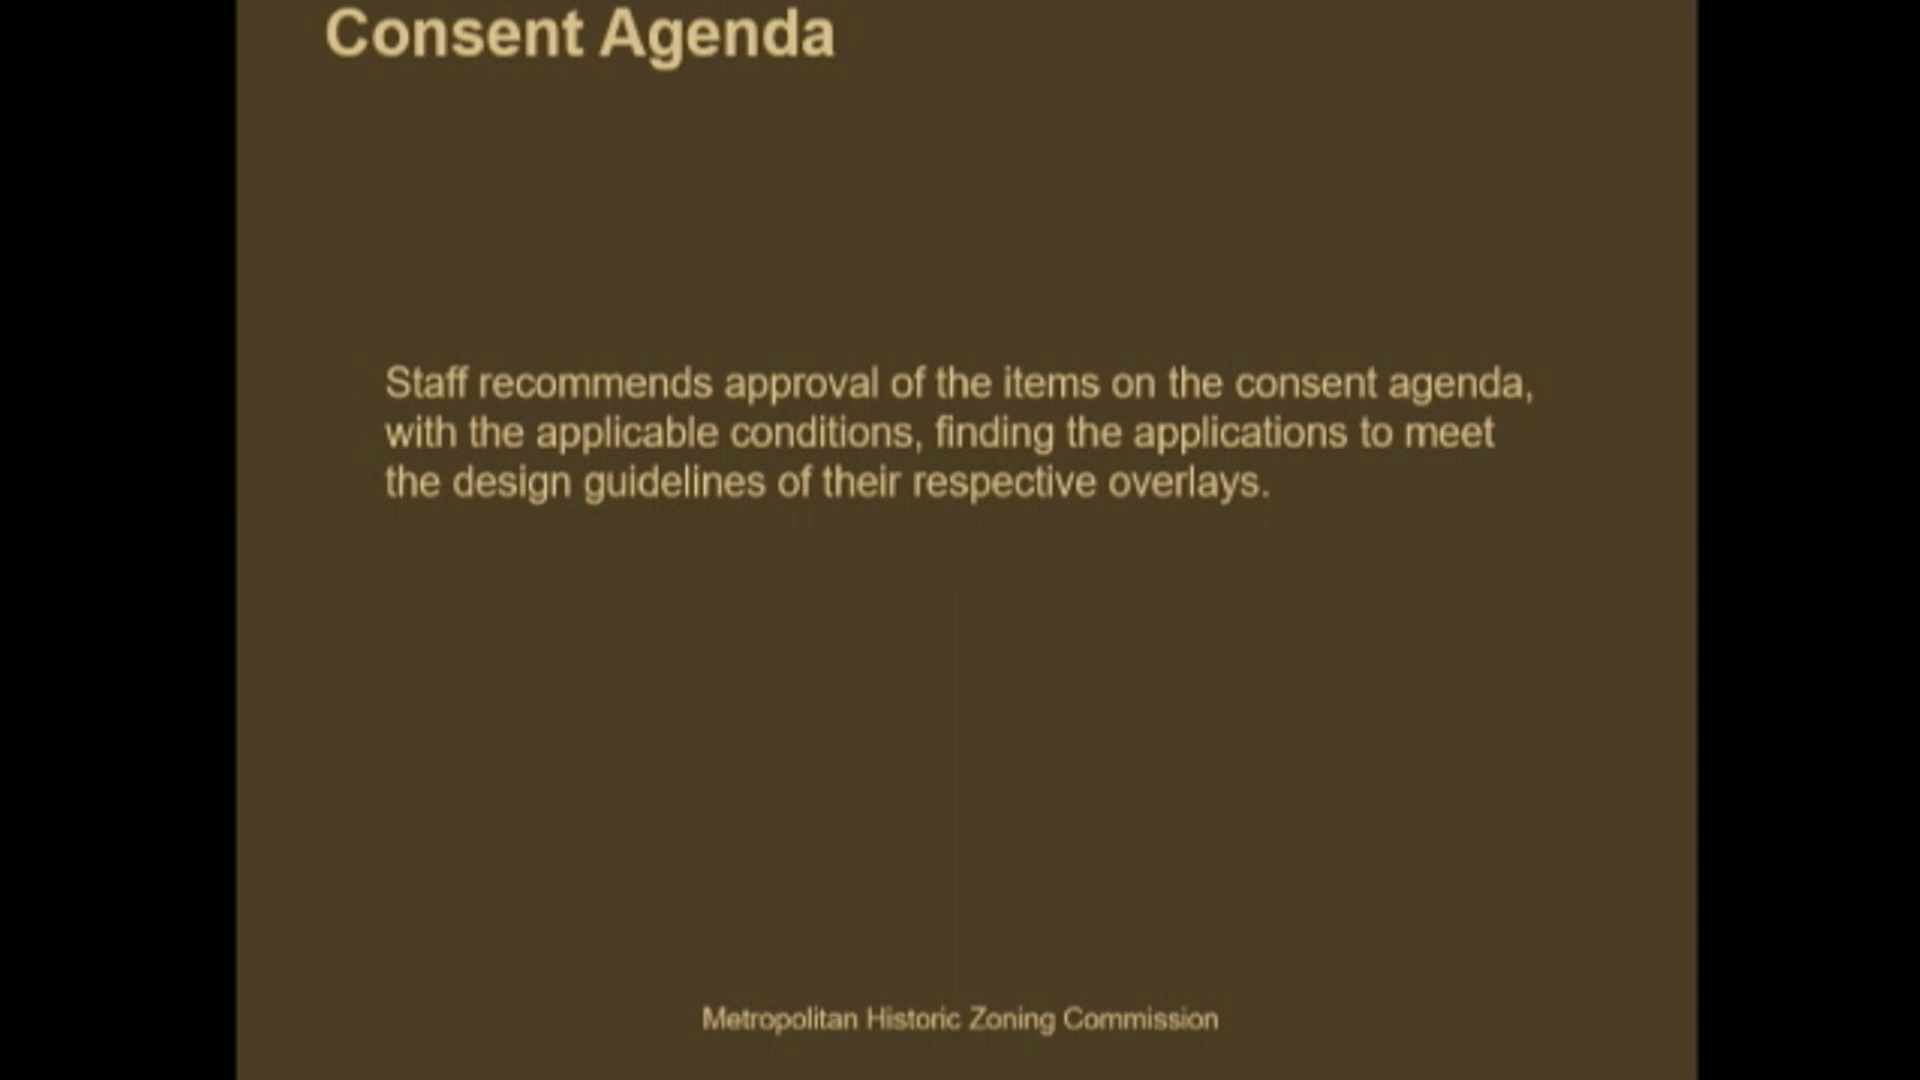 Consent Agenda
Staff recommends approval of the items on the consent agenda,
with the applicable conditions, finding the applications to meet
the design guidelines of their respective overlays.
Metropolitan Historic Zoning Commission